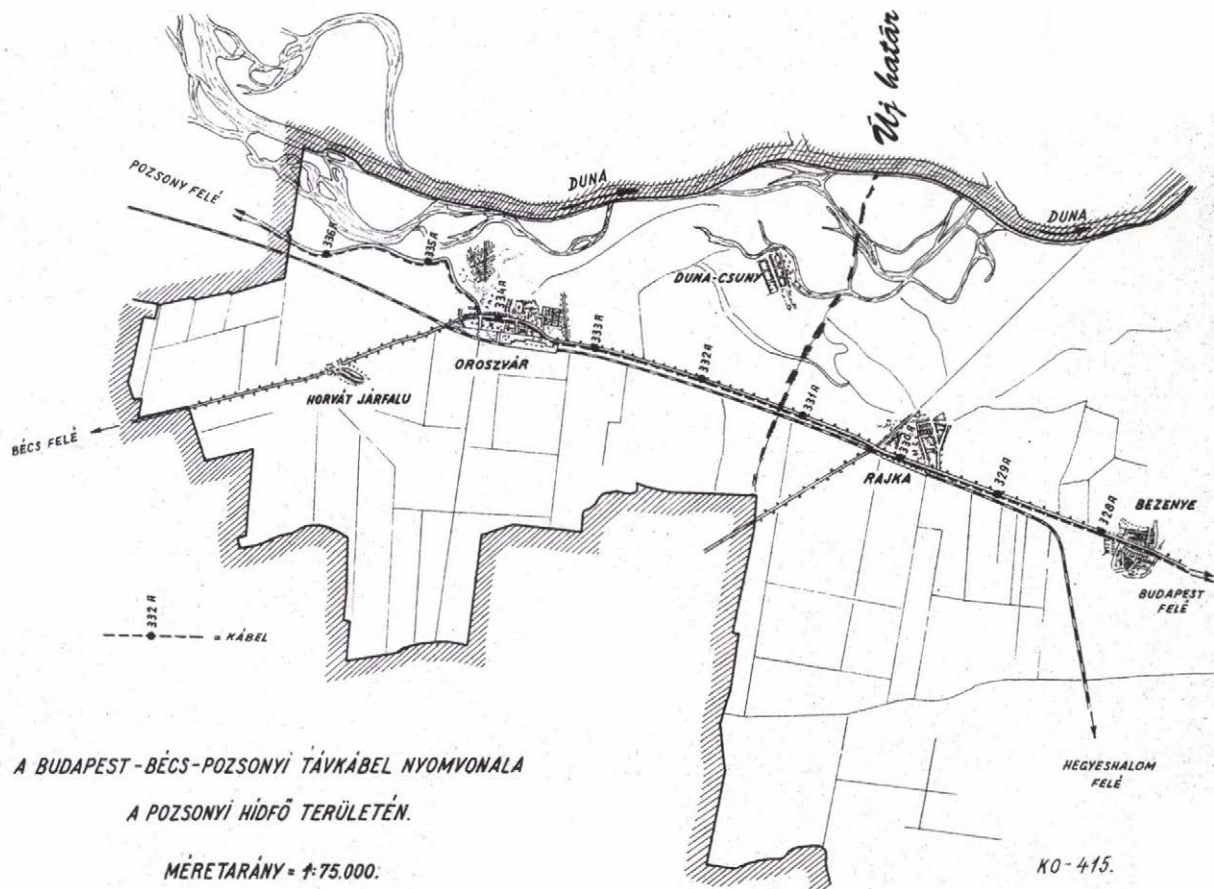 Új határ
POZSONY FELÉ
DUNA
DUNA
336A
335A
334A
DUNA-CSUNY
333A
332A
331A
OROSZVÁR
HORVÁT JÁRFALU
BÉCS FELÉ
330A
RAJKA
329A
328A
BEZENYE
BUDAPEST
FELÉ
332A
= KÁBEL
HEGYESHALOM
FELÉ
A BUDAPEST-BÉCS-POZSONYI TÁVKÁBEL NYOMVONALA
A POZSONYI HÍDFŐ TERÜLETÉN.
MÉRETARÁNY = 1:75.000.
KO-415.